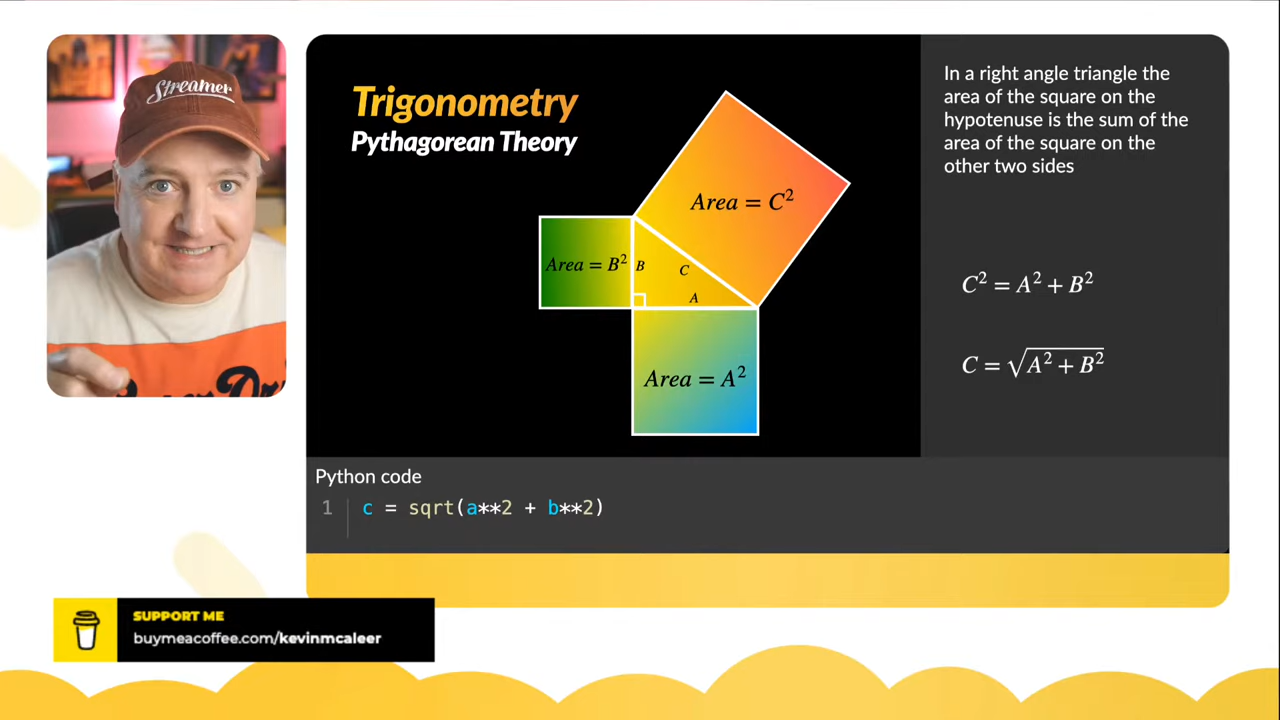 Streamer
Trigonometry
Pythagorean Theory
Area = C²
Area = B²
B
C
A
Area = A²
In a right angle triangle the
area of the square on the
hypotenuse is the sum of the
area of the square on the
other two sides
C² = A² + B²
C = √A² + B²
Python code
1 c = sqrt(a**2 + b**2)
SUPPORT ME
buymeacoffee.com/kevinmcaleer